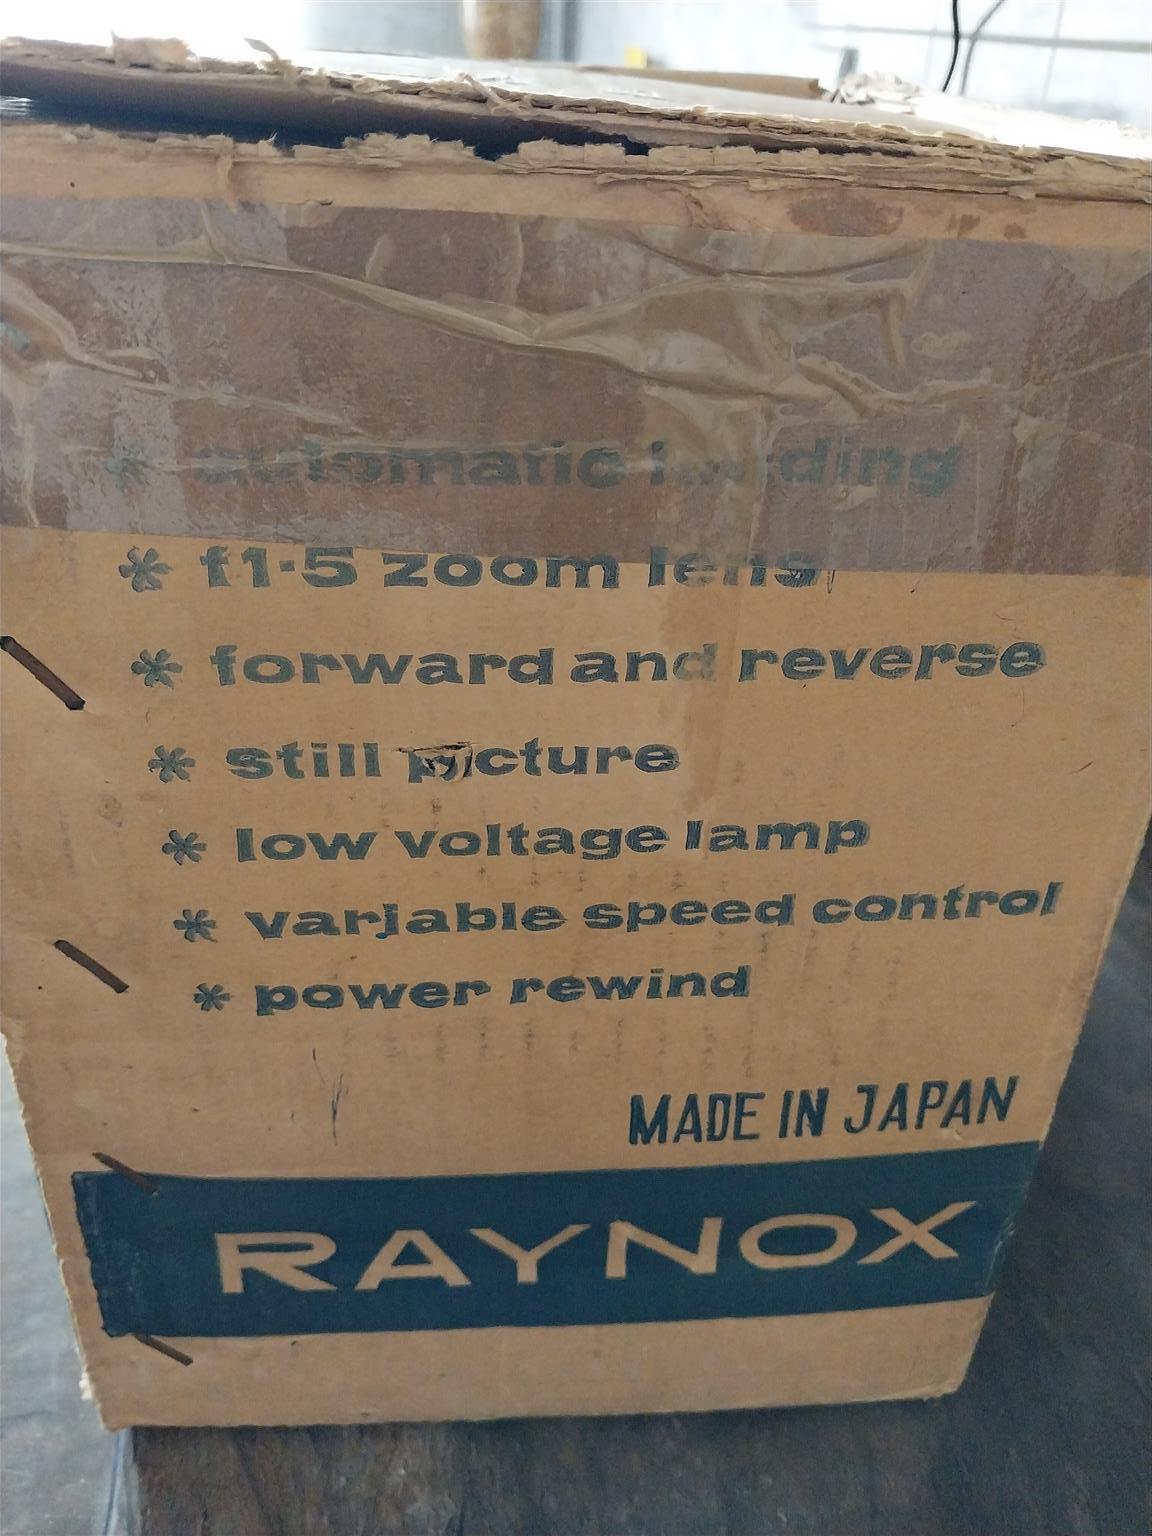 * automatic loading
* f1·5 zoom lens
* forward and reverse
* still picture
* low voltage lamp
* varjable speed control
* power rewind
MADE IN JAPAN
RAYNOX